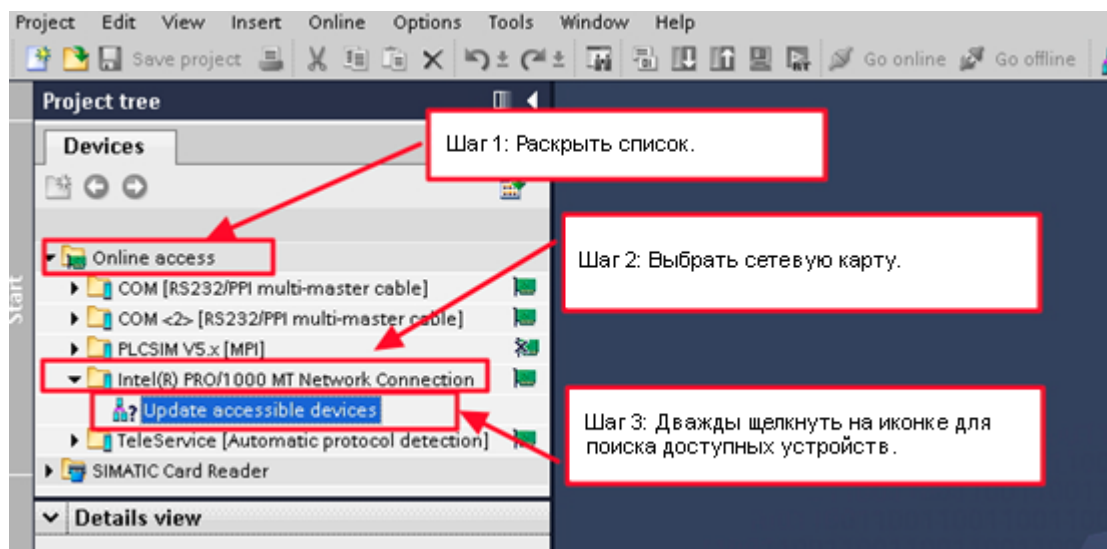 Project Edit View Insert Online Options Tools Window Help
Save project Go online Go offline
Project tree
Devices
Шаг 1: Раскрыть список.
Online access
COM [RS232/PPI multi-master cable]
COM <2> [RS232/PPI multi-master cable]
PLCSIM V5.x [MPI]
Intel(R) PRO/1000 MT Network Connection
Update accessible devices
TeleService [Automatic protocol detection]
SIMATIC Card Reader
Шаг 2: Выбрать сетевую карту.
Шаг 3: Дважды щелкнуть на иконке для
поиска доступных устройств.
Details view
Start